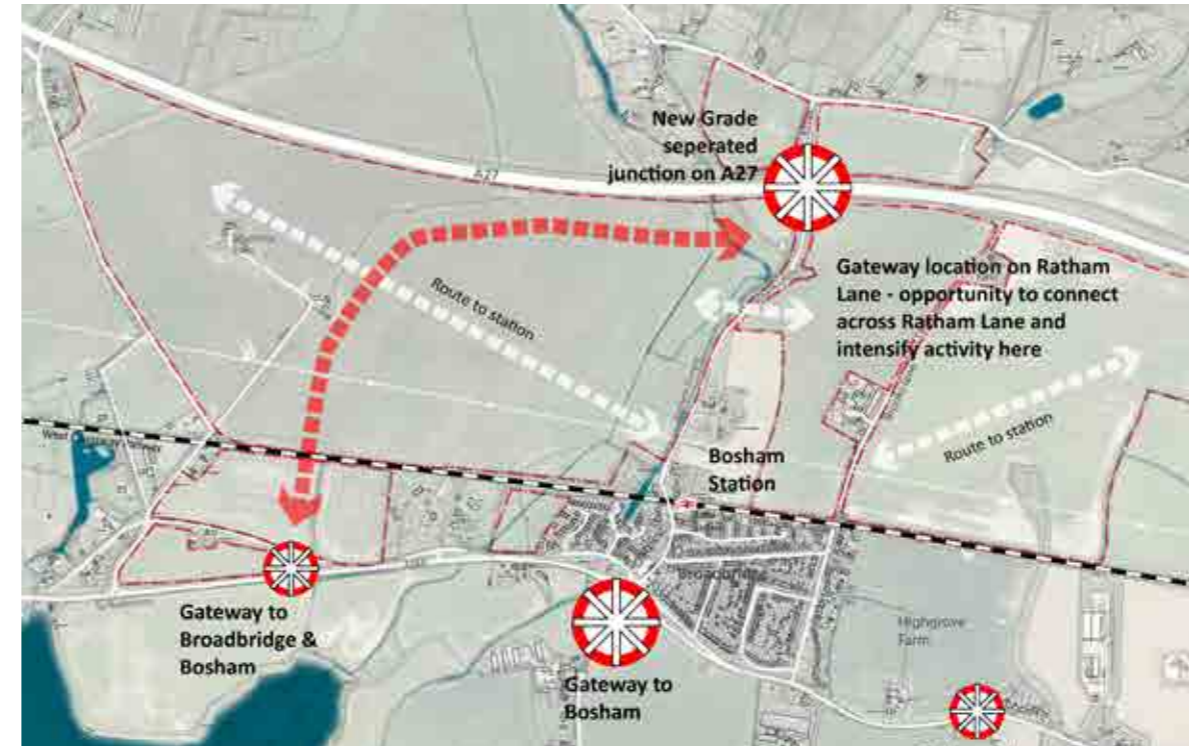 New Grade
seperated
junction on A27
A27
Gateway location on Ratham
Lane - opportunity to connect
across Ratham Lane and
intensify activity here
Route to station
Route to station
Bosham
Station
Broadbridge
Highgrove
Farm
Gateway to
Broadbridge &
Bosham
Gateway to
Bosham